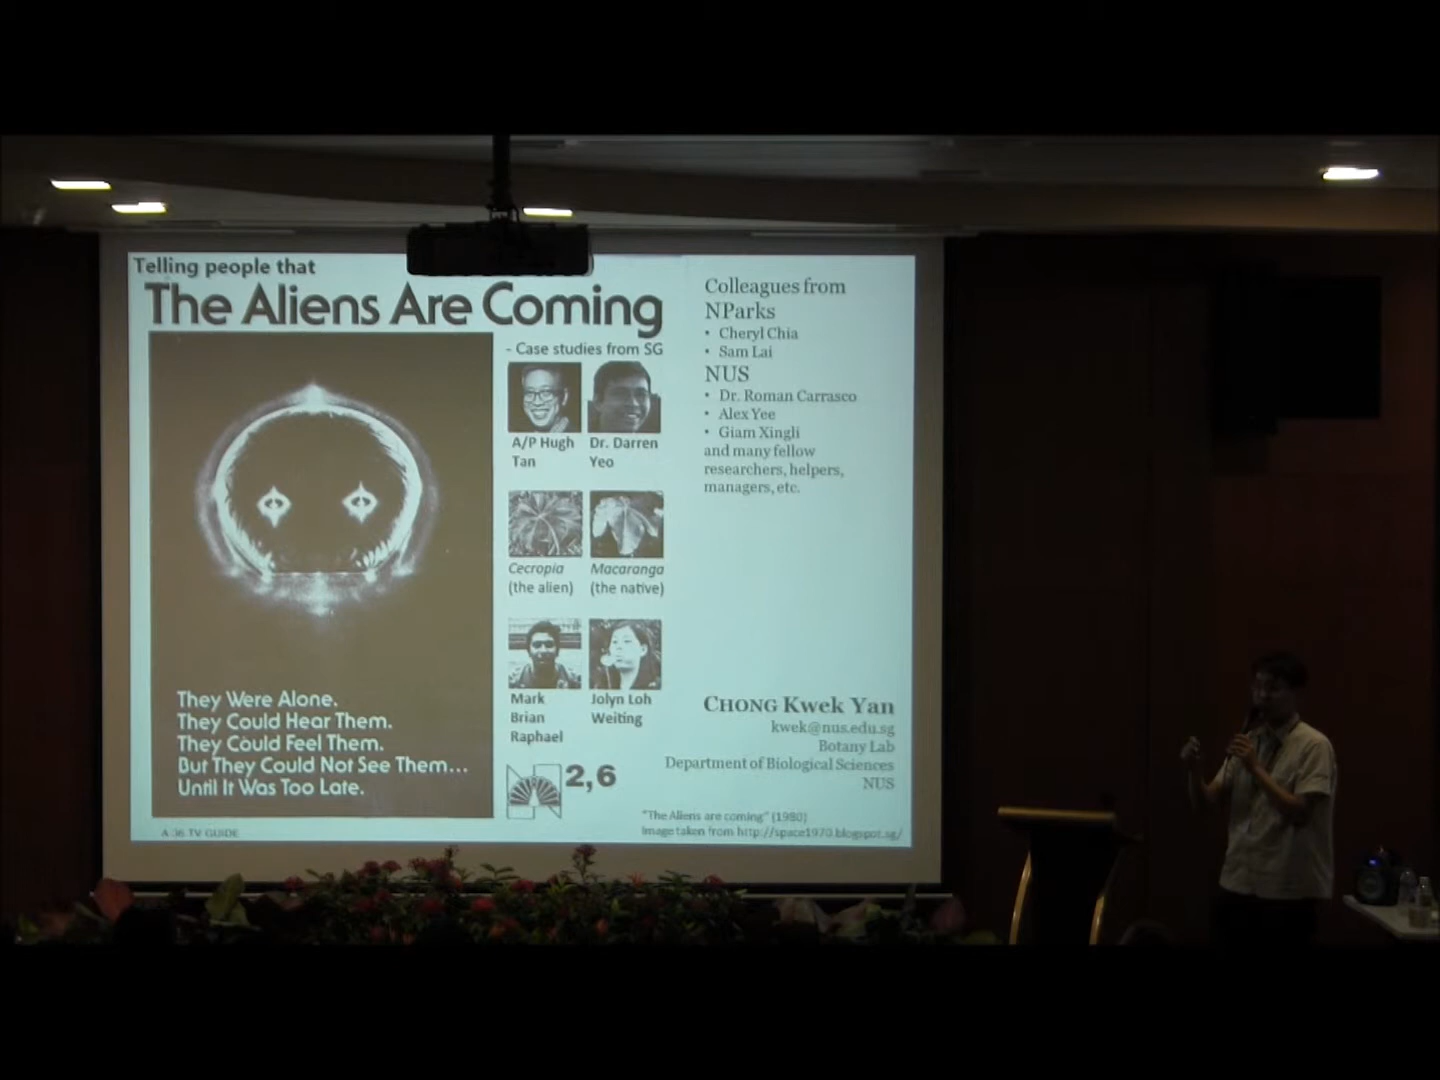 Telling people that
The Aliens Are Coming
- Case studies from SG
A/P Hugh
Tan
Dr. Darren
Yeo
Cecropia
(the alien)
Macaranga
(the native)
Mark
Brian
Raphael
Jolyn Loh
Weiting
2,6
They Were Alone.
They Could Hear Them.
They Could Feel Them.
But They Could Not See Them...
Until It Was Too Late.
A-36 TV GUIDE
Colleagues from
NParks
• Cheryl Chia
• Sam Lai
NUS
• Dr. Roman Carrasco
• Alex Yee
• Giam Xingli
and many fellow
researchers, helpers,
managers, etc.
CHONG Kwek Yan
kwek@nus.edu.sg
Botany Lab
Department of Biological Sciences
NUS
"The Aliens are coming" (1980)
Image taken from http://space1970.blogspot.sg/